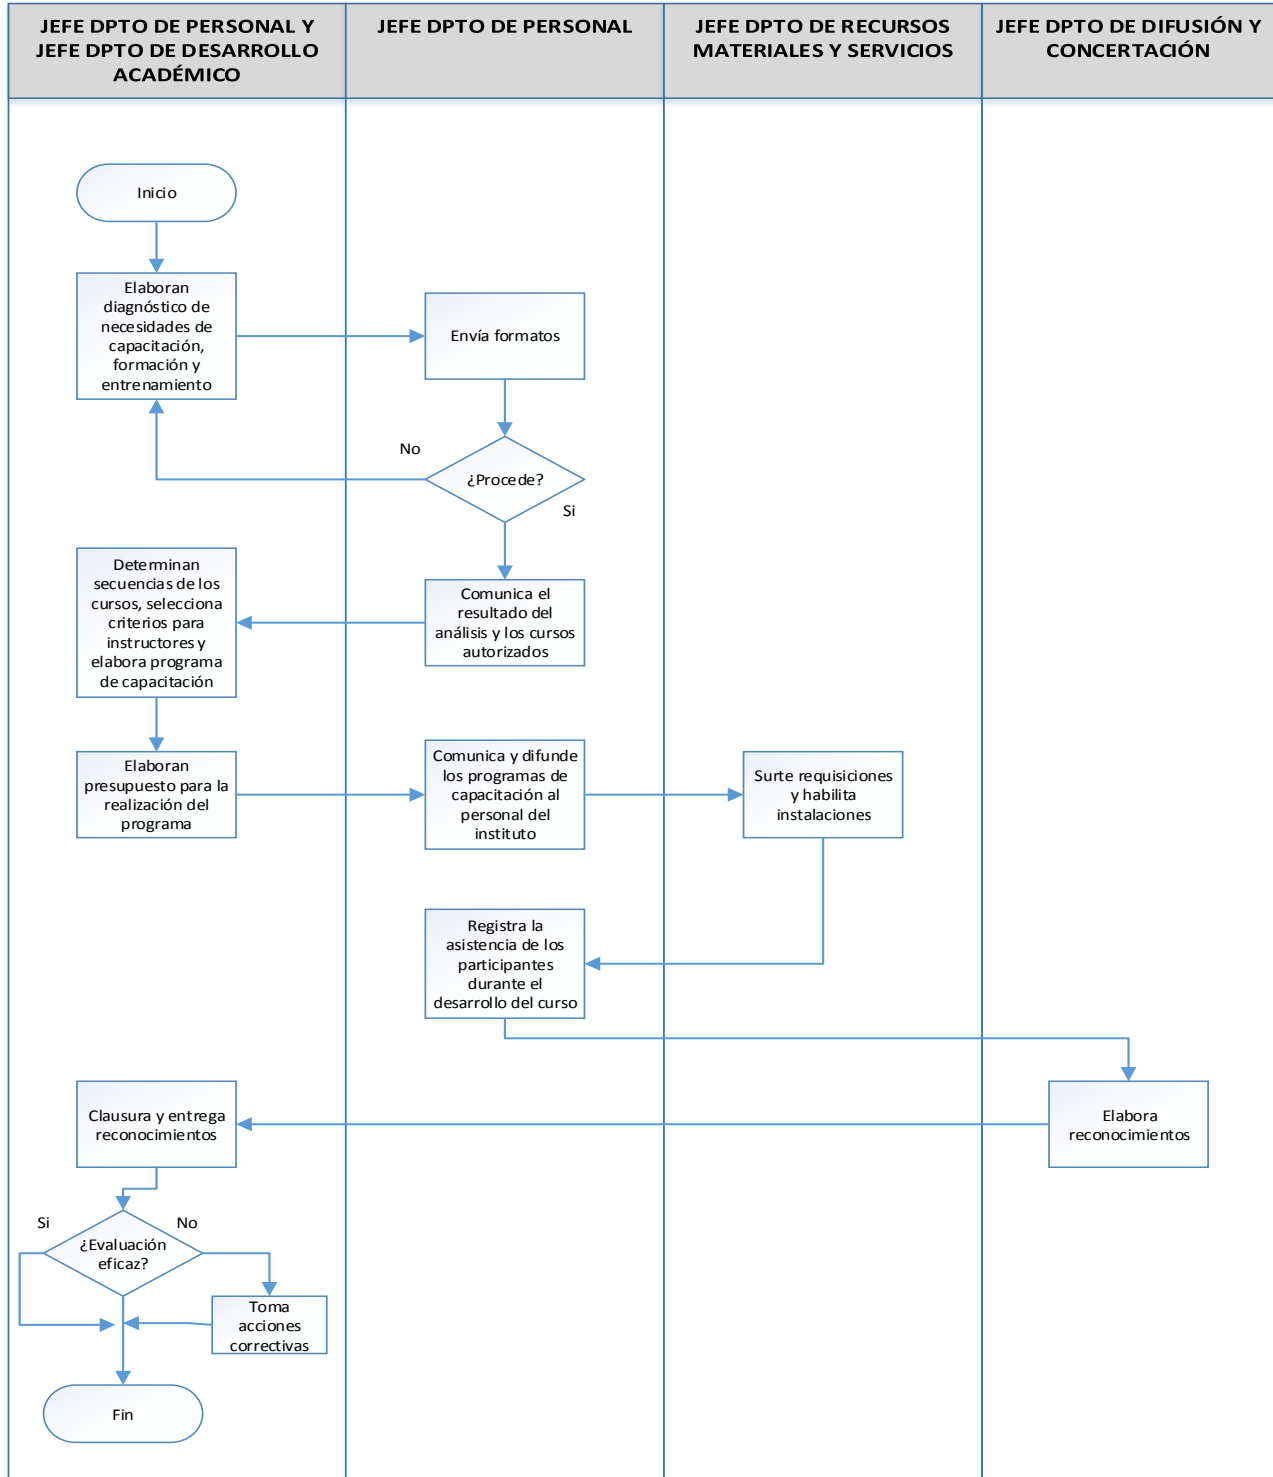 JEFE DPTO DE PERSONAL Y
JEFE DPTO DE DESARROLLO
ACADÉMICO
JEFE DPTO DE PERSONAL
JEFE DPTO DE RECURSOS
MATERIALES Y SERVICIOS
JEFE DPTO DE DIFUSIÓN Y
CONCERTACIÓN
Inicio
Elaboran
diagnóstico de
necesidades de
capacitación,
formación y
entrenamiento
Envía formatos
No
¿Procede?
Si
Comunica el
resultado del
análisis y los cursos
autorizados
Determinan
secuencias de los
cursos, selecciona
criterios para
instructores y
elabora programa
de capacitación
Elaboran
presupuesto para la
realización del
programa
Comunica y difunde
los programas de
capacitación al
personal del
instituto
Surte requisiciones
y habilita
instalaciones
Registra la
asistencia de los
participantes
durante el
desarrollo del curso
Elabora
reconocimientos
Clausura y entrega
reconocimientos
Si
No
¿Evaluación
eficaz?
Toma
acciones
correctivas
Fin